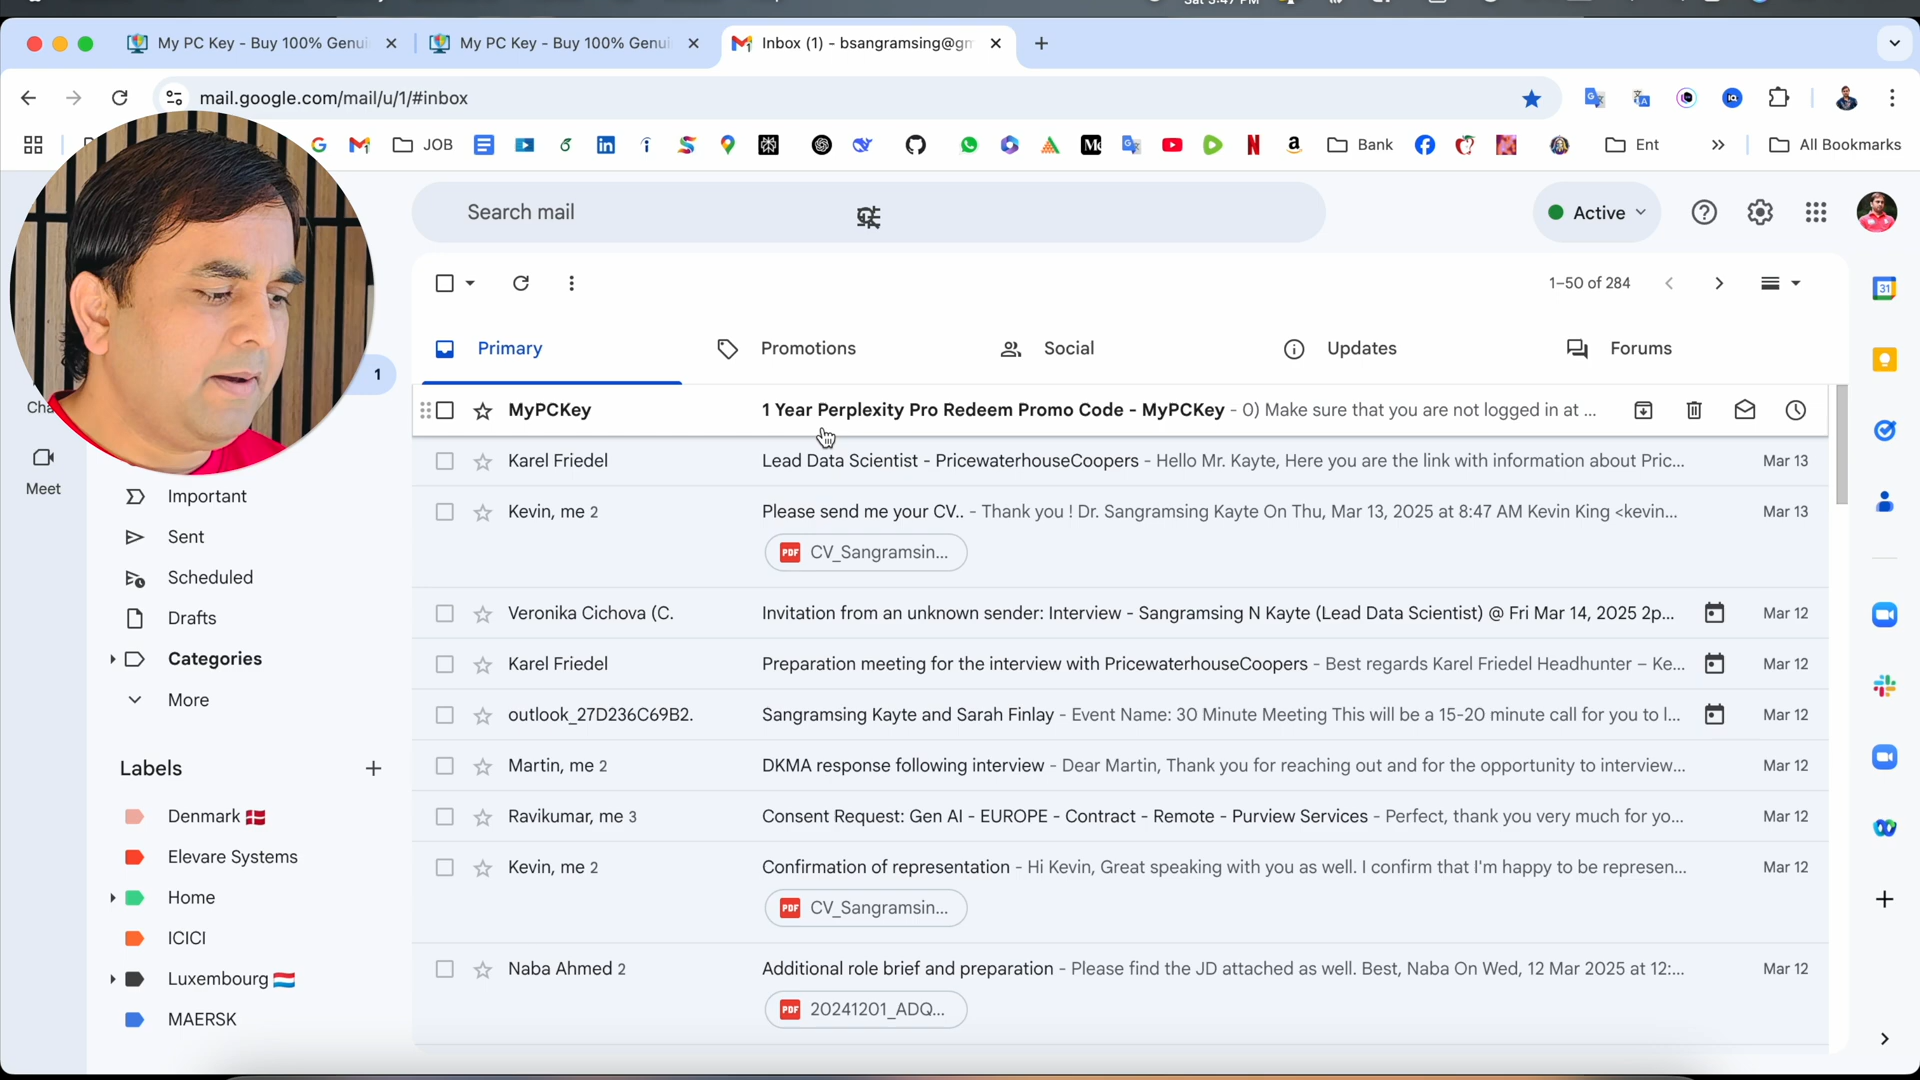 My PC Key - Buy 100% Genui
My PC Key - Buy 100% Genui
Inbox (1) - bsangramsing@gm
mail.google.com/mail/u/1/#inbox
JOB
Bank
Ent
All Bookmarks
Search mail
Active
1–50 of 284
Primary
Promotions
Social
Updates
Forums
1
MyPCKey
1 Year Perplexity Pro Redeem Promo Code - MyPCKey - 0) Make sure that you are not logged in at ...
Karel Friedel
Lead Data Scientist - PricewaterhouseCoopers - Hello Mr. Kayte, Here you are the link with information about Pric...
Mar 13
Kevin, me 2
Please send me your CV.. - Thank you ! Dr. Sangramsing Kayte On Thu, Mar 13, 2025 at 8:47 AM Kevin King <kevin...
Mar 13
PDF CV_Sangramsin...
Veronika Cichova (C.
Invitation from an unknown sender: Interview - Sangramsing N Kayte (Lead Data Scientist) @ Fri Mar 14, 2025 2p...
Mar 12
Karel Friedel
Preparation meeting for the interview with PricewaterhouseCoopers - Best regards Karel Friedel Headhunter – Ke...
Mar 12
outlook_27D236C69B2.
Sangramsing Kayte and Sarah Finlay - Event Name: 30 Minute Meeting This will be a 15-20 minute call for you to l...
Mar 12
Martin, me 2
DKMA response following interview - Dear Martin, Thank you for reaching out and for the opportunity to interview...
Mar 12
Ravikumar, me 3
Consent Request: Gen AI - EUROPE - Contract - Remote - Purview Services - Perfect, thank you very much for yo...
Mar 12
Kevin, me 2
Confirmation of representation - Hi Kevin, Great speaking with you as well. I confirm that I'm happy to be represen...
Mar 12
PDF CV_Sangramsin...
Naba Ahmed 2
Additional role brief and preparation - Please find the JD attached as well. Best, Naba On Wed, 12 Mar 2025 at 12:...
Mar 12
PDF 20241201_ADQ...
Meet
Important
Sent
Scheduled
Drafts
Categories
More
Labels
Denmark
Elevare Systems
Home
ICICI
Luxembourg
MAERSK
31